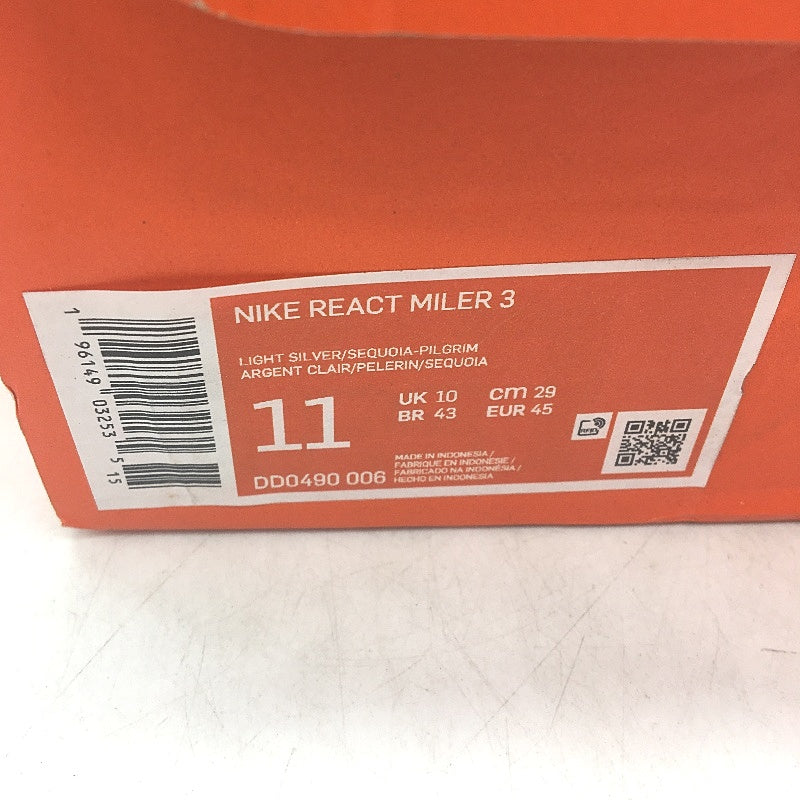 NIKE REACT MILER 3
LIGHT SILVER/SEQUOIA-PILGRIM
ARGENT CLAIR/PELERIN/SEQUOIA
11
UK 10 cm 29
BR 43 EUR 45
DD0490 006
MADE IN INDONESIA /
FABRIQUE EN INDONÉSIE /
FABRICADO NA INDONÉSIA /
HECHO EN INDONESIA
RFID
1 96149 03253 5 15